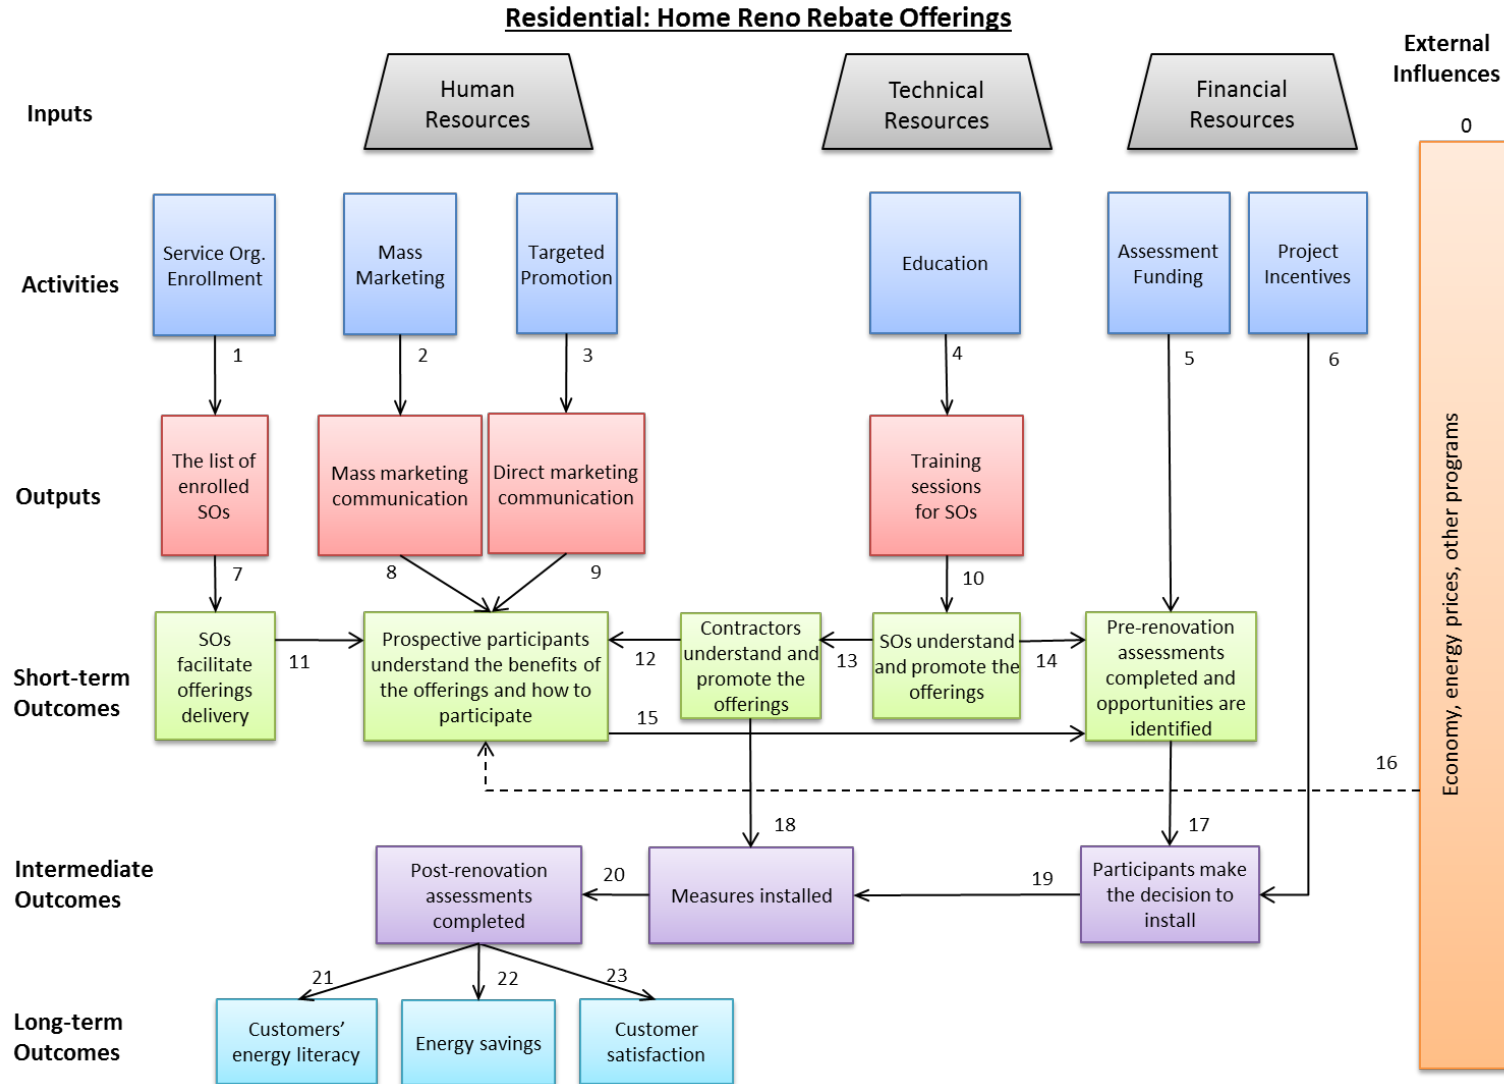 Residential: Home Reno Rebate Offerings
External
Influences
0
Inputs
Human
Resources
Technical
Resources
Financial
Resources
Activities
Service Org.
Enrollment
Mass
Marketing
Targeted
Promotion
Education
Assessment
Funding
Project
Incentives
1
2
3
4
5
6
Outputs
The list of
enrolled
SOs
Mass marketing
communication
Direct marketing
communication
Training
sessions
for SOs
7
8
9
10
Short-term
Outcomes
SOs
facilitate
offerings
delivery
11
Prospective participants
understand the benefits of
the offerings and how to
participate
12
Contractors
understand and
promote the
offerings
13
SOs understand
and promote the
offerings
14
Pre-renovation
assessments
completed and
opportunities are
identified
15
16
Economy, energy prices, other programs
17
18
Intermediate
Outcomes
Post-renovation
assessments
completed
20
Measures installed
19
Participants make
the decision to
install
21
22
23
Long-term
Outcomes
Customers’
energy literacy
Energy savings
Customer
satisfaction